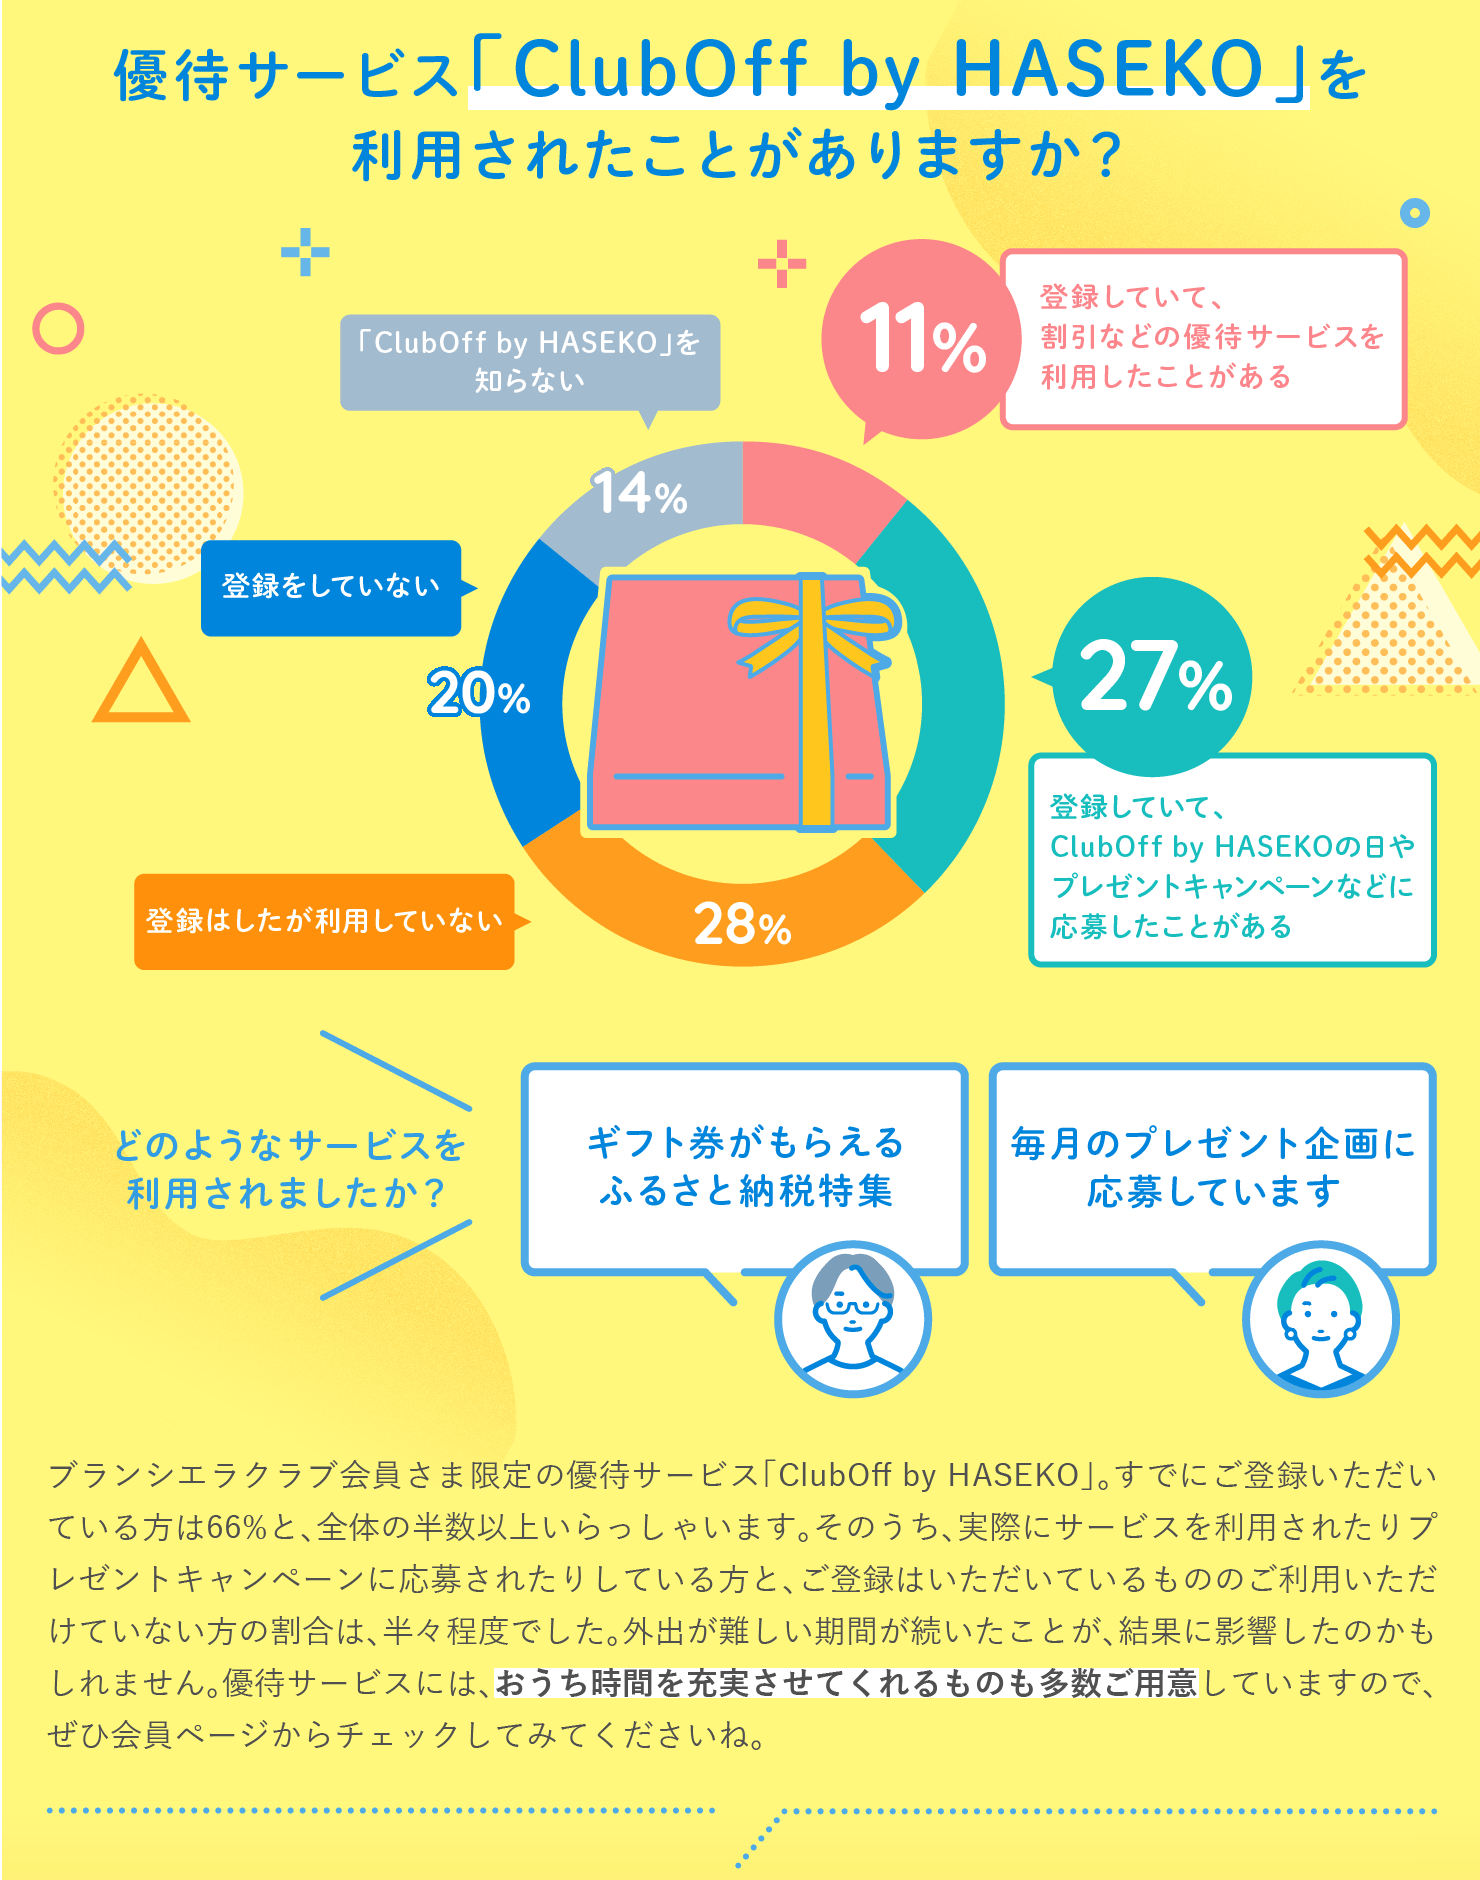 優待サービス「ClubOff by HASEKO」を
利用されたことがありますか？
11%
登録していて、
割引などの優待サービスを
利用したことがある
「ClubOff by HASEKO」を
知らない
14%
登録をしていない
20%
27%
登録していて、
ClubOff by HASEKOの日や
プレゼントキャンペーンなどに
応募したことがある
登録はしたが利用していない
28%
どのようなサービスを
利用されましたか？
ギフト券がもらえる
ふるさと納税特集
毎月のプレゼント企画に
応募しています
ブランシエラクラブ会員さま限定の優待サービス「ClubOff by HASEKO」。すでにご登録いただい
ている方は66%と、全体の半数以上いらっしゃいます。そのうち、実際にサービスを利用されたりプ
レゼントキャンペーンに応募されたりしている方と、ご登録はいただいているもののご利用いただ
けていない方の割合は、半々程度でした。外出が難しい期間が続いたことが、結果に影響したのかも
しれません。優待サービスには、おうち時間を充実させてくれるものも多数ご用意していますので、
ぜひ会員ページからチェックしてみてくださいね。